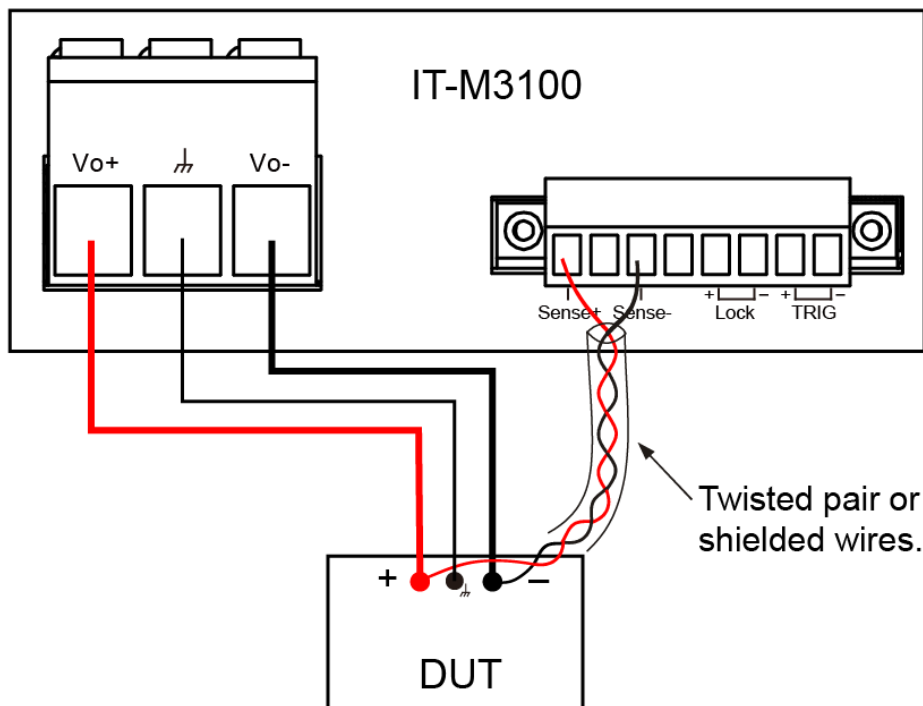 IT-M3100
Vo+ Vo-
Sense+ Sense- + - Lock + - TRIG
Twisted pair or
shielded wires.
+ −
DUT